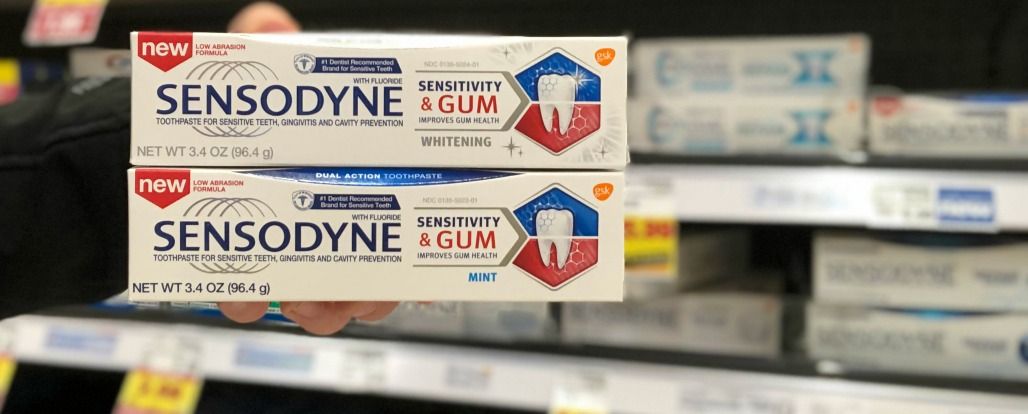 new
LOW ABRASION
FORMULA
#1 Dentist Recommended
Brand for Sensitive Teeth
WITH FLUORIDE
SENSODYNE
TOOTHPASTE FOR SENSITIVE TEETH, GINGIVITIS AND CAVITY PREVENTION
NET WT 3.4 OZ (96.4 g)
SENSITIVITY
& GUM
IMPROVES GUM HEALTH
WHITENING
gsk
DUAL ACTION TOOTHPASTE
new
LOW ABRASION
FORMULA
#1 Dentist Recommended
Brand for Sensitive Teeth
WITH FLUORIDE
SENSODYNE
TOOTHPASTE FOR SENSITIVE TEETH, GINGIVITIS AND CAVITY PREVENTION
NET WT 3.4 OZ (96.4 g)
SENSITIVITY
& GUM
IMPROVES GUM HEALTH
MINT
gsk